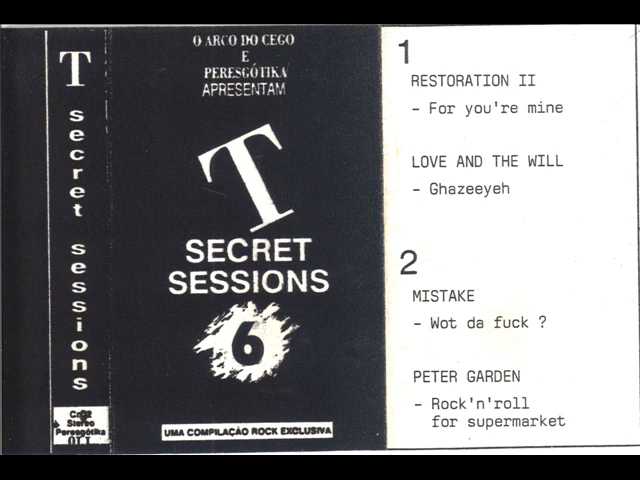 T
secret sessions
Stereo
Peresgótika
O ARCO DO CEGO
E
PERESGÓTIKA
APRESENTAM
T
SECRET
SESSIONS
6
UMA COMPILAÇÃO ROCK EXCLUSIVA
1
RESTORATION II
- For you're mine
LOVE AND THE WILL
- Ghazeeyeh
2
MISTAKE
- Wot da fuck ?
PETER GARDEN
- Rock'n'roll
for supermarket